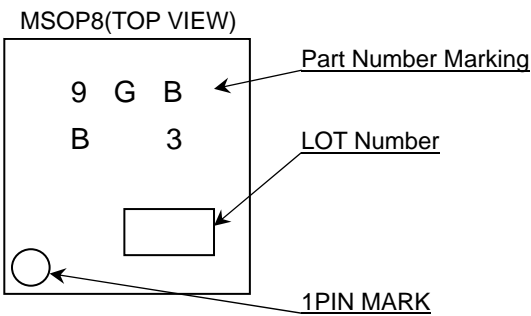 MSOP8(TOP VIEW)
Part Number Marking
9 G B
B 3
LOT Number
1PIN MARK